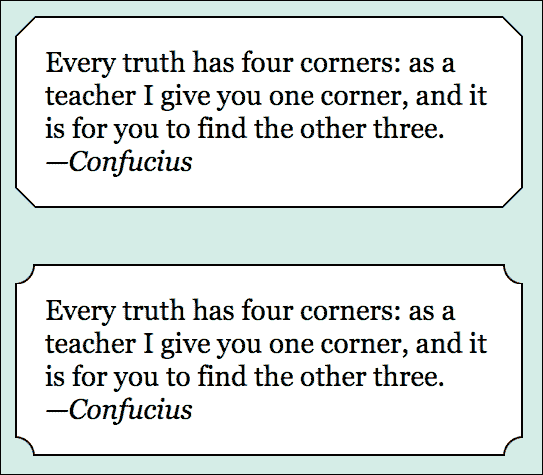 Every truth has four corners: as a
teacher I give you one corner, and it
is for you to find the other three.
—Confucius
Every truth has four corners: as a
teacher I give you one corner, and it
is for you to find the other three.
—Confucius